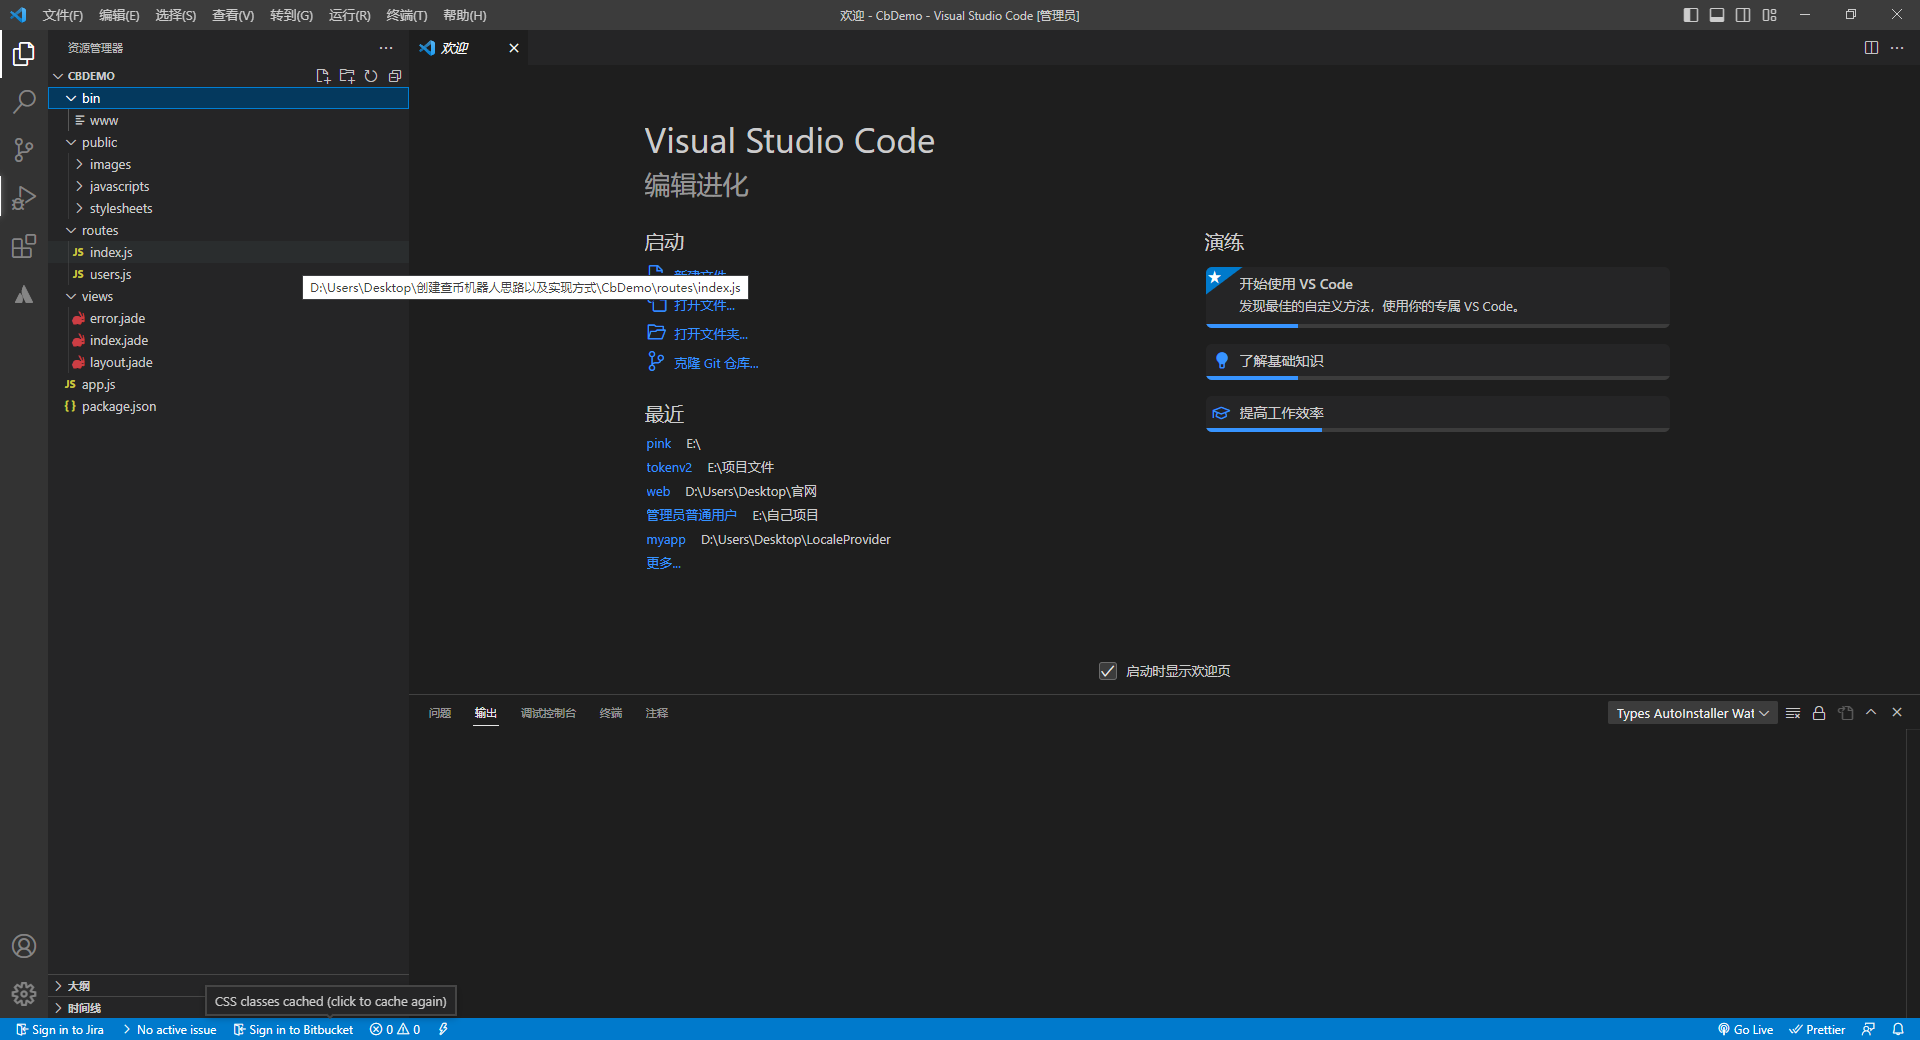 文件(F) 编辑(E) 选择(S) 查看(V) 转到(G) 运行(R) 终端(T) 帮助(H)
欢迎 - CbDemo - Visual Studio Code [管理员]
资源管理器
欢迎
CBDEMO
bin
www
public
images
javascripts
stylesheets
routes
index.js
users.js
views
error.jade
index.jade
layout.jade
app.js
package.json
大纲
时间线
Visual Studio Code
编辑进化
启动
新建文件...
D:\Users\Desktop\创建查币机器人思路以及实现方式\CbDemo\routes\index.js
打开文件...
打开文件夹...
克隆 Git 仓库...
最近
pink E:\
tokenv2 E:\项目文件
web D:\Users\Desktop\官网
管理员普通用户 E:\自己项目
myapp D:\Users\Desktop\LocaleProvider
更多...
演练
开始使用 VS Code
发现最佳的自定义方法，使用你的专属 VS Code。
了解基础知识
提高工作效率
启动时显示欢迎页
问题 输出 调试控制台 终端 注释
Types AutoInstaller Wat
CSS classes cached (click to cache again)
Sign in to Jira No active issue Sign in to Bitbucket 0 0
Go Live Prettier